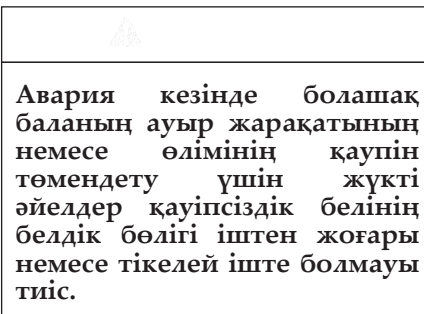 Авария кезінде болашақ
баланың ауыр жарақатының
немесе өлімінің қаупін
төмендету үшін жүкті
әйелдер қауіпсіздік белінің
белдік бөлігі іштен жоғары
немесе тікелей іште болмауы
тиіс.